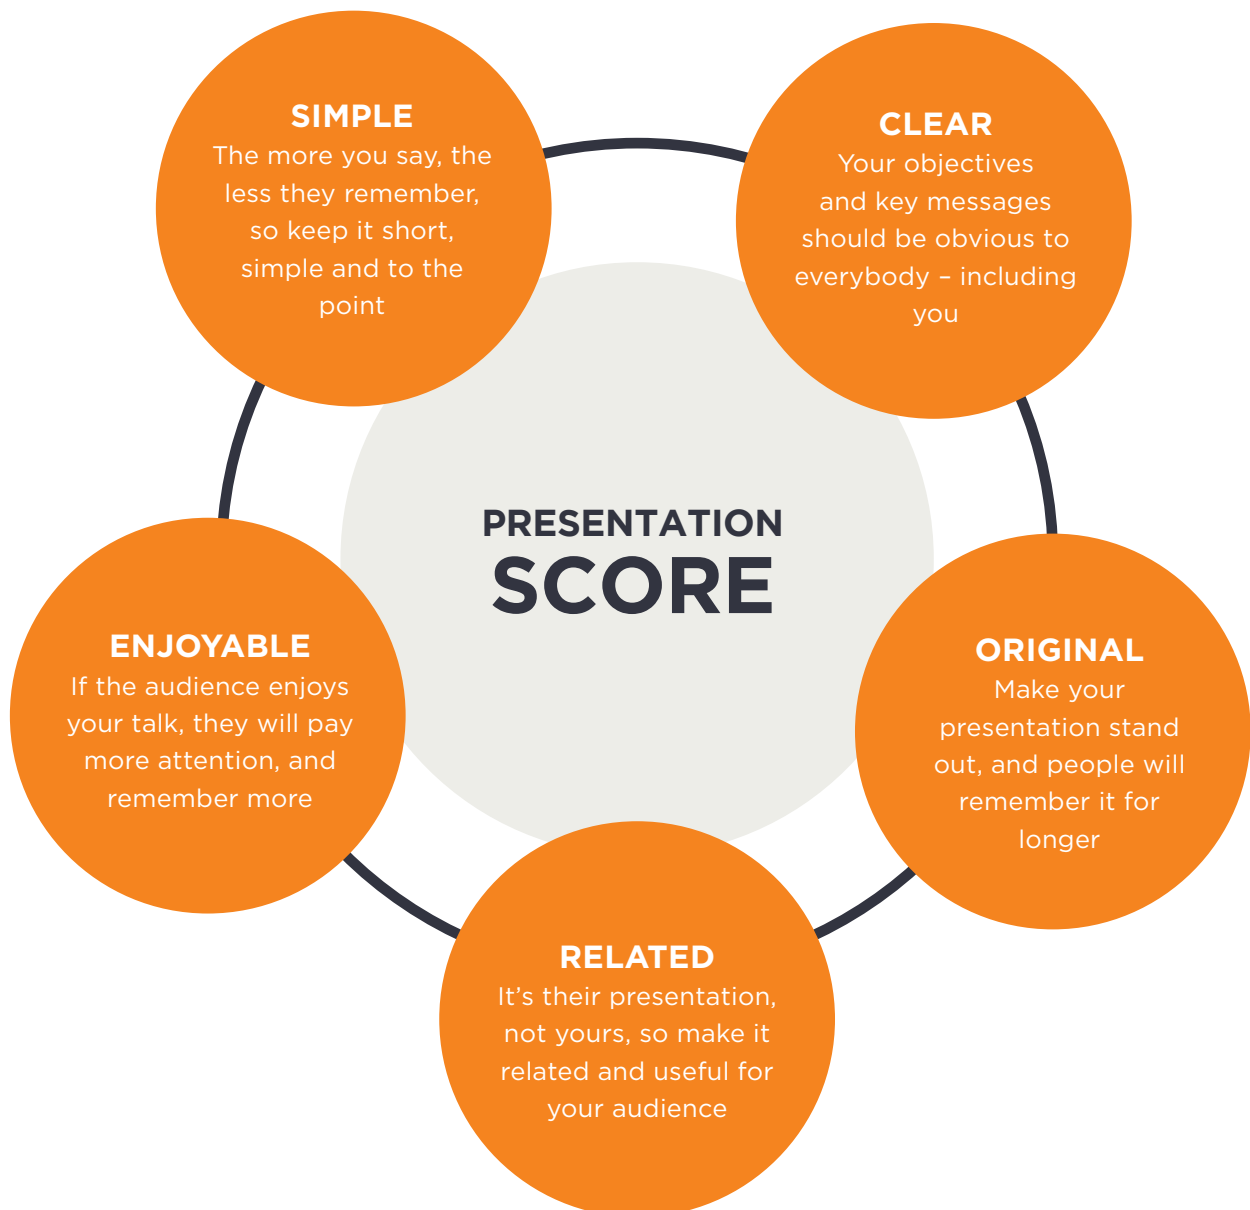 SIMPLE
The more you say, the
less they remember,
so keep it short,
simple and to the
point
CLEAR
Your objectives
and key messages
should be obvious to
everybody – including
you
PRESENTATION
SCORE
ENJOYABLE
If the audience enjoys
your talk, they will pay
more attention, and
remember more
ORIGINAL
Make your
presentation stand
out, and people will
remember it for
longer
RELATED
It’s their presentation,
not yours, so make it
related and useful for
your audience